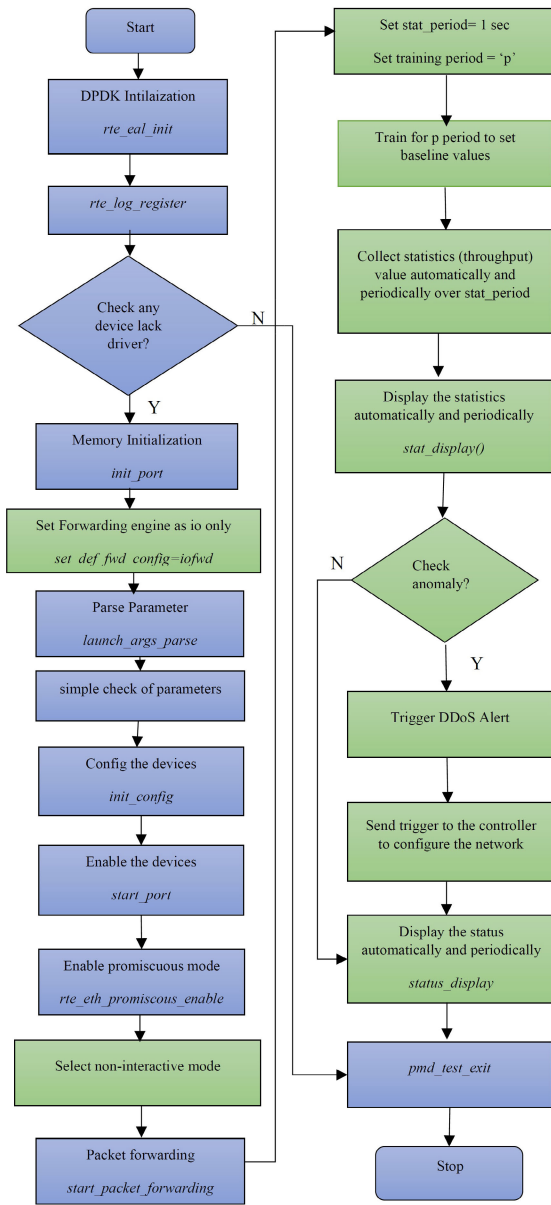 Start
DPDK Intilaization
rte_eal_init
rte_log_register
Check any
device lack
driver?
N
Y
Memory Initialization
init_port
Set Forwarding engine as io only
set_def_fwd_config=iofwd
Parse Parameter
launch_args_parse
simple check of parameters
Config the devices
init_config
Enable the devices
start_port
Enable promiscuous mode
rte_eth_promiscous_enable
Select non-interactive mode
Packet forwarding
start_packet_forwarding
Set stat_period= 1 sec
Set training period = ‘p’
Train for p period to set
baseline values
Collect statistics (throughput)
value automatically and
periodically over stat_period
Display the statistics
automatically and periodically
stat_display()
Check
anomaly?
N
Y
Trigger DDoS Alert
Send trigger to the controller
to configure the network
Display the status
automatically and periodically
status_display
pmd_test_exit
Stop